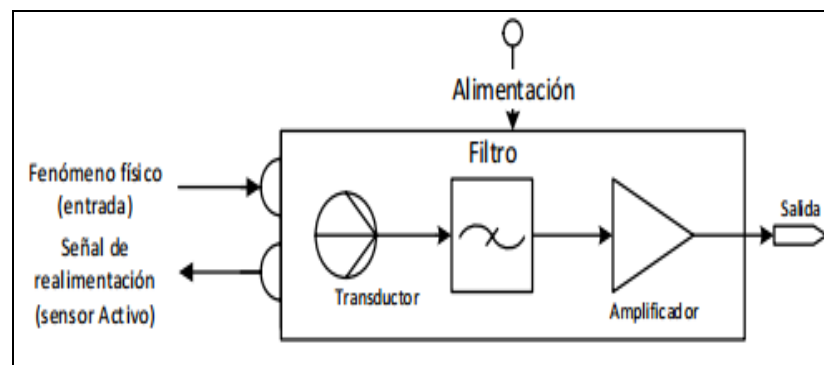 Alimentación
Filtro
Fenómeno físico
(entrada)
Señal de
realimentación
(sensor Activo)
Transductor
Amplificador
Salida